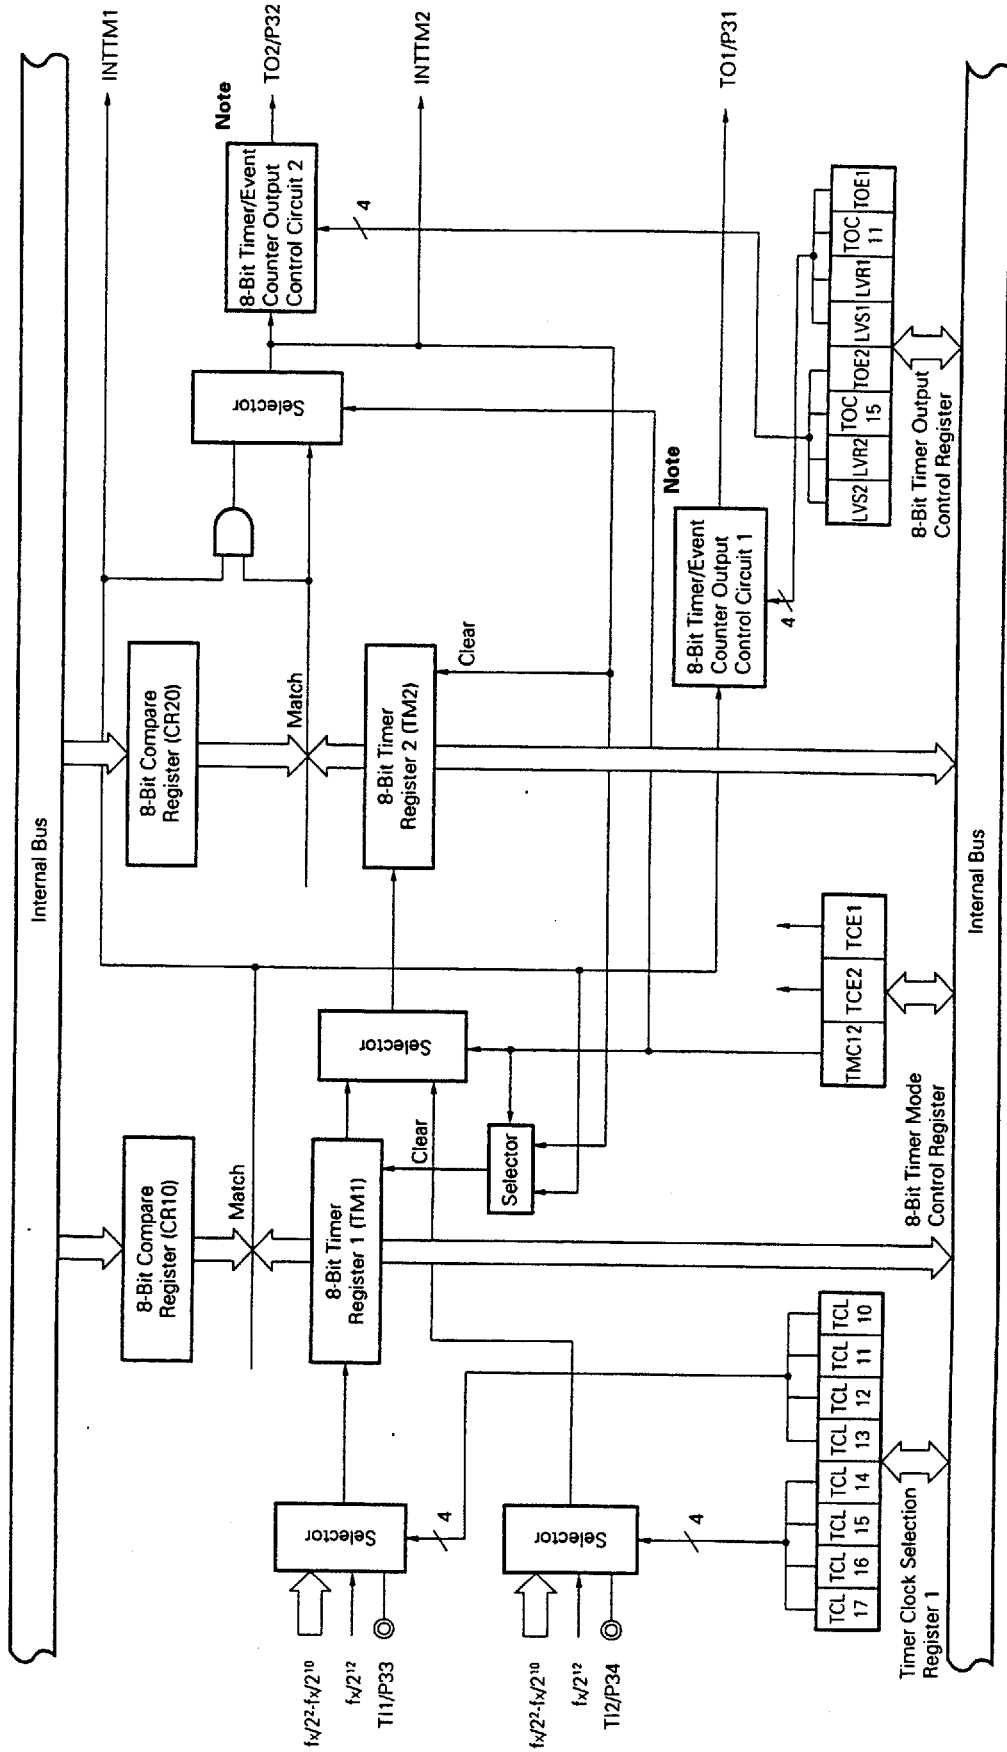 Internal Bus
INTTM1
8-Bit Compare
Register (CR10)
8-Bit Compare
Register (CR20)
Match
Match
Selector
8-Bit Timer/Event
Counter Output
Control Circuit 2
Note
TO2/P32
INTTM2
fx/2²-fx/2¹⁰
fx/2¹²
TI1/P33
Selector
4
8-Bit Timer
Register 1 (TM1)
Selector
8-Bit Timer
Register 2 (TM2)
Clear
Clear
4
fx/2²-fx/2¹⁰
fx/2¹²
TI2/P34
Selector
4
Selector
8-Bit Timer/Event
Counter Output
Control Circuit 1
Note
TO1/P31
4
TCL
17
TCL
16
TCL
15
TCL
14
TCL
13
TCL
12
TCL
11
TCL
10
Timer Clock Selection
Register 1
TMC12
TCE2
TCE1
8-Bit Timer Mode
Control Register
LVS2
LVR2
TOC
15
TOE2
LVS1
LVR1
TOC
11
TOE1
8-Bit Timer Output
Control Register
Internal Bus